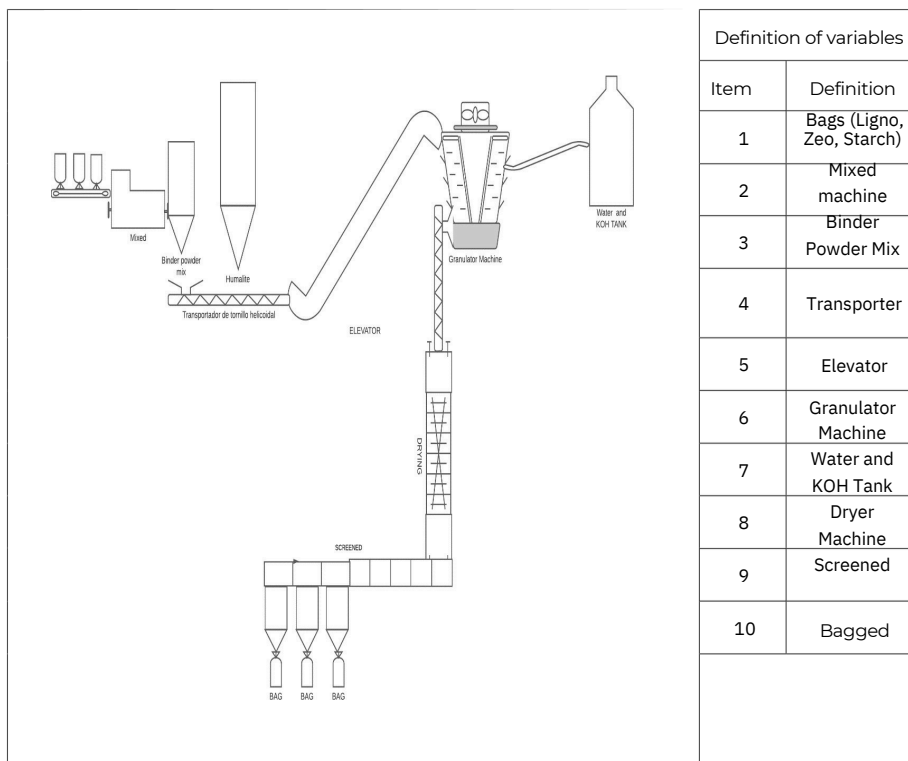 Mixed
Binder powder
mix
Humalite
Transportador de tornillo helicoidal
ELEVATOR
Granulator Machine
Water and
KOH TANK
DRYING
SCREENED
BAG
BAG
BAG
Definition of variables
Item Definition
1 Bags (Ligno,
Zeo, Starch)
2 Mixed
machine
3 Binder
Powder Mix
4 Transporter
5 Elevator
6 Granulator
Machine
7 Water and
KOH Tank
8 Dryer
Machine
9 Screened
10 Bagged